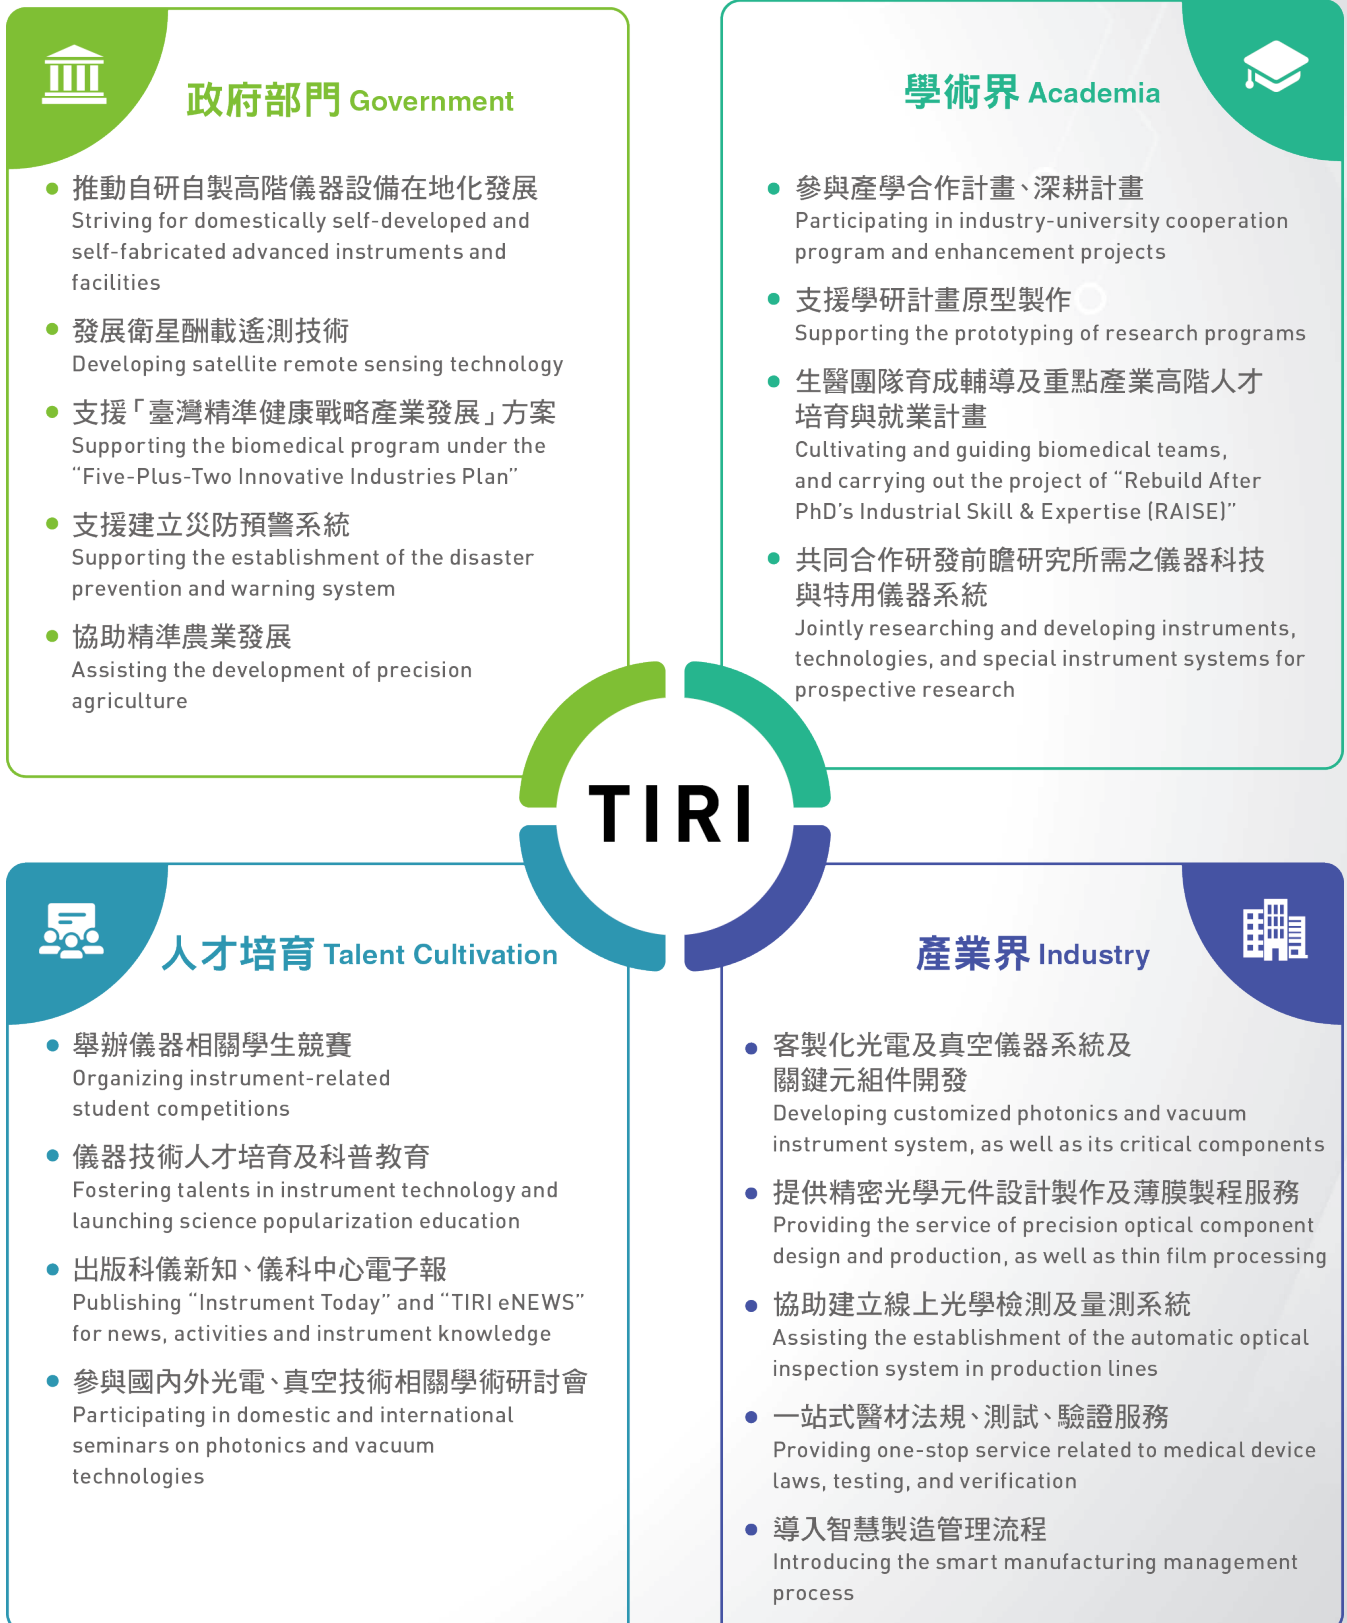 政府部門 Government
推動自研自製高階儀器設備在地化發展
Striving for domestically self-developed and
self-fabricated advanced instruments and
facilities
發展衛星酬載遙測技術
Developing satellite remote sensing technology
支援「臺灣精準健康戰略產業發展」方案
Supporting the biomedical program under the
“Five-Plus-Two Innovative Industries Plan”
支援建立災防預警系統
Supporting the establishment of the disaster
prevention and warning system
協助精準農業發展
Assisting the development of precision
agriculture
學術界 Academia
參與產學合作計畫、深耕計畫
Participating in industry-university cooperation
program and enhancement projects
支援學研計畫原型製作
Supporting the prototyping of research programs
生醫團隊育成輔導及重點產業高階人才
培育與就業計畫
Cultivating and guiding biomedical teams,
and carrying out the project of “Rebuild After
PhD’s Industrial Skill & Expertise (RAISE)”
共同合作研發前瞻研究所需之儀器科技
與特用儀器系統
Jointly researching and developing instruments,
technologies, and special instrument systems for
prospective research
TIRI
人才培育 Talent Cultivation
舉辦儀器相關學生競賽
Organizing instrument-related
student competitions
儀器技術人才培育及科普教育
Fostering talents in instrument technology and
launching science popularization education
出版科儀新知、儀科中心電子報
Publishing “Instrument Today” and “TIRI eNEWS”
for news, activities and instrument knowledge
參與國內外光電、真空技術相關學術研討會
Participating in domestic and international
seminars on photonics and vacuum
technologies
產業界 Industry
客製化光電及真空儀器系統及
關鍵元組件開發
Developing customized photonics and vacuum
instrument system, as well as its critical components
提供精密光學元件設計製作及薄膜製程服務
Providing the service of precision optical component
design and production, as well as thin film processing
協助建立線上光學檢測及量測系統
Assisting the establishment of the automatic optical
inspection system in production lines
一站式醫材法規、測試、驗證服務
Providing one-stop service related to medical device
laws, testing, and verification
導入智慧製造管理流程
Introducing the smart manufacturing management
process